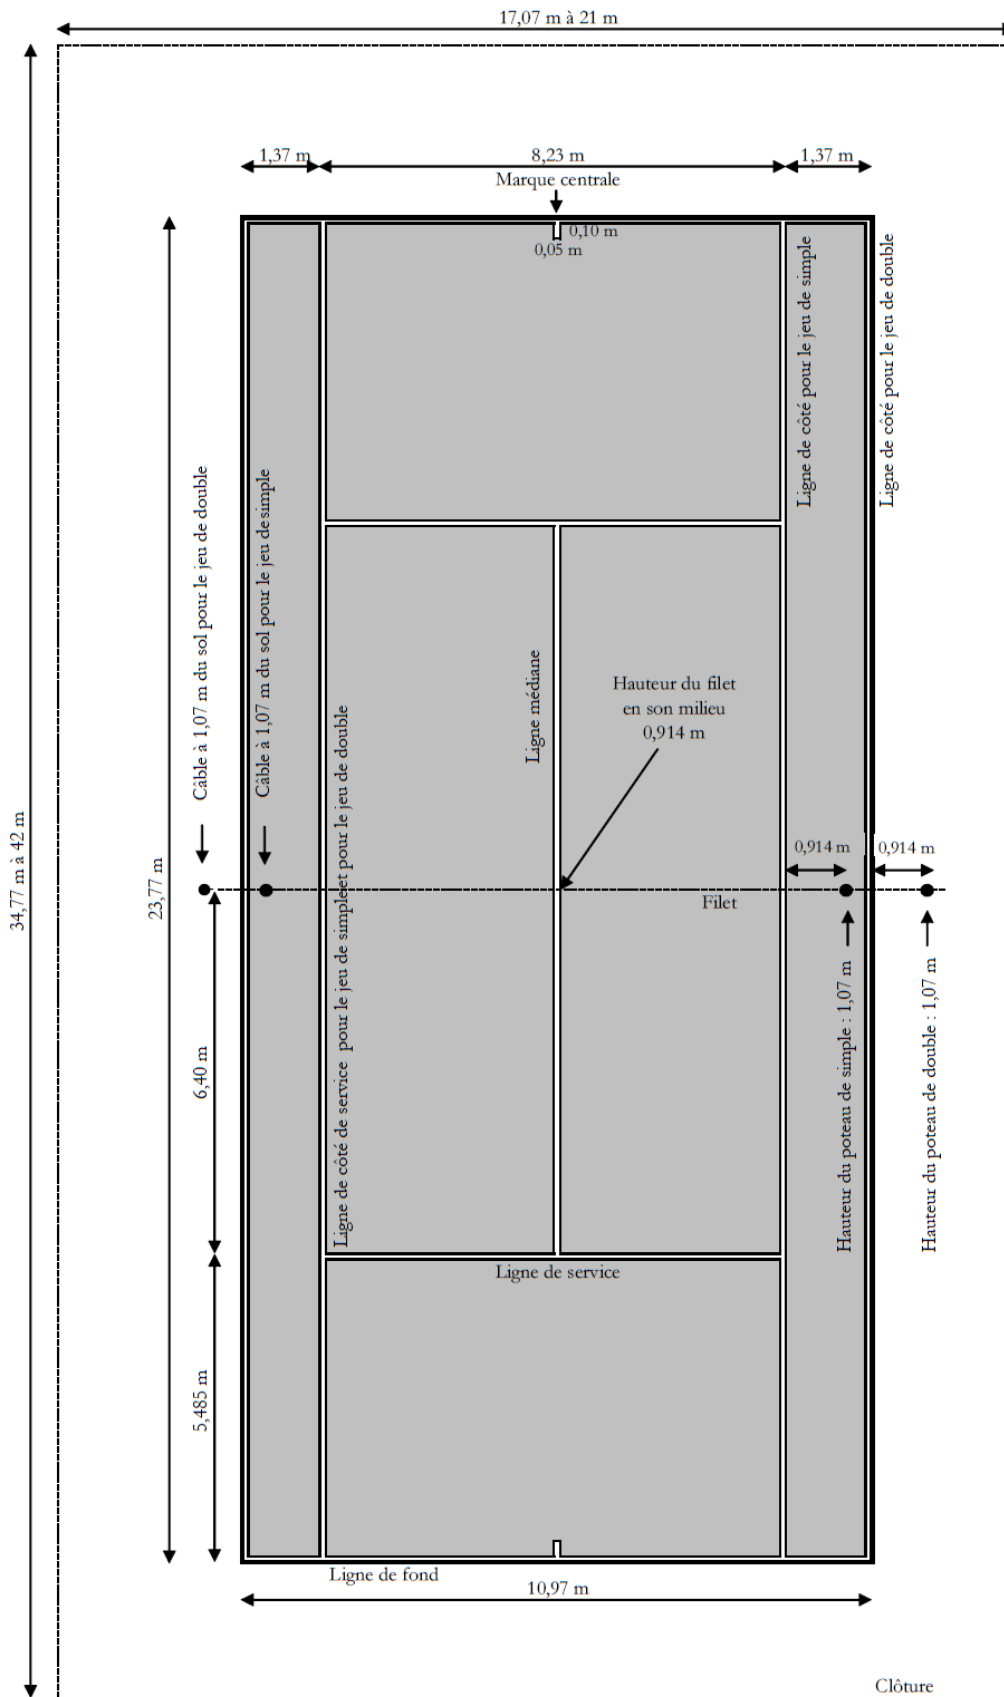 17,07 m à 21 m
1,37 m
8,23 m
1,37 m
Marque centrale
0,10 m
0,05 m
Ligne de côté pour le jeu de simple
Ligne de côté pour le jeu de double
Câble à 1,07 m du sol pour le jeu de double
Câble à 1,07 m du sol pour le jeu de simple
Ligne de côté de service pour le jeu de simpleet pour le jeu de double
Ligne médiane
Hauteur du filet
en son milieu
0,914 m
34,77 m à 42 m
23,77 m
0,914 m
0,914 m
Filet
6,40 m
Hauteur du poteau de simple : 1,07 m
Hauteur du poteau de double : 1,07 m
Ligne de service
5,485 m
Ligne de fond
10,97 m
Clôture